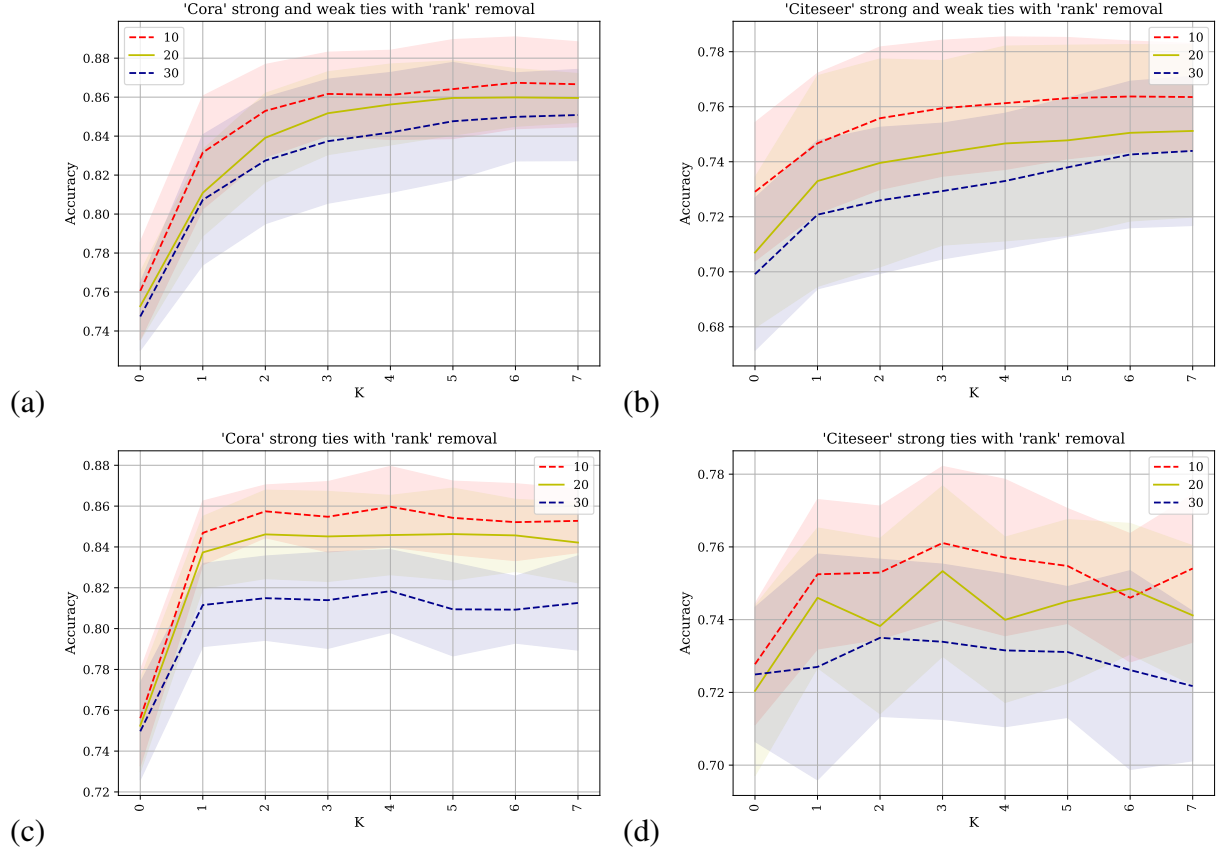 'Cora' strong and weak ties with 'rank' removal
10
20
30
0.88
0.86
0.84
0.82
0.80
0.78
0.76
0.74
Accuracy
0 1 2 3 4 5 6 7
K
(a)
'Citeseer' strong and weak ties with 'rank' removal
10
20
30
0.78
0.76
0.74
0.72
0.70
0.68
Accuracy
0 1 2 3 4 5 6 7
K
(b)
'Cora' strong ties with 'rank' removal
10
20
30
0.88
0.86
0.84
0.82
0.80
0.78
0.76
0.74
0.72
Accuracy
0 1 2 3 4 5 6 7
K
(c)
'Citeseer' strong ties with 'rank' removal
10
20
30
0.78
0.76
0.74
0.72
0.70
Accuracy
0 1 2 3 4 5 6 7
K
(d)